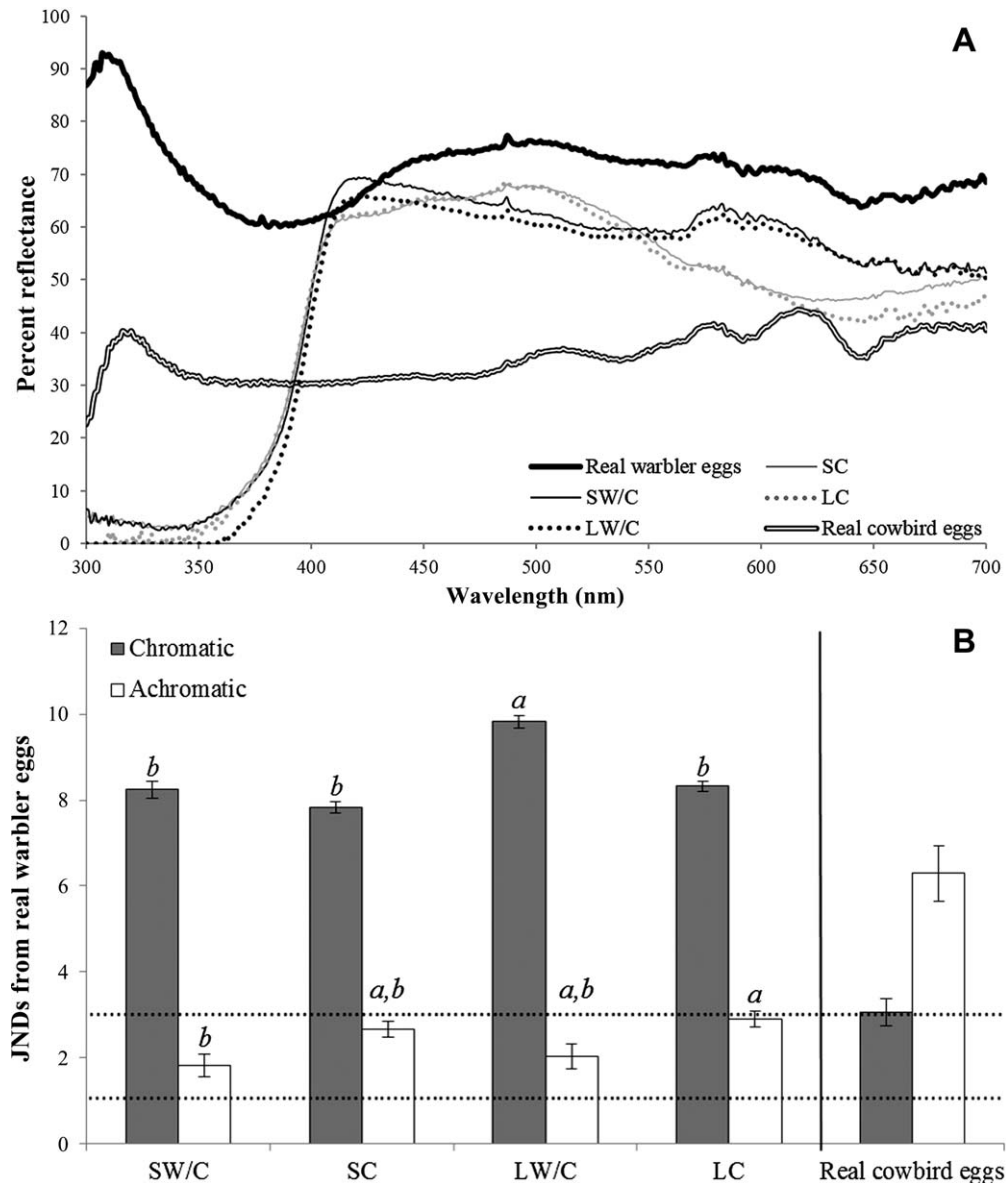 A
100
90
80
70
60
50
40
30
20
10
0
Percent reflectance
Real warbler eggs
SC
SW/C
LC
LW/C
Real cowbird eggs
300 350 400 450 500 550 600 650 700
Wavelength (nm)
B
12
10
8
6
4
2
0
JNDs from real warbler eggs
Chromatic
Achromatic
b
b
b
a,b
a
a,b
b
a
SW/C SC LW/C LC Real cowbird eggs